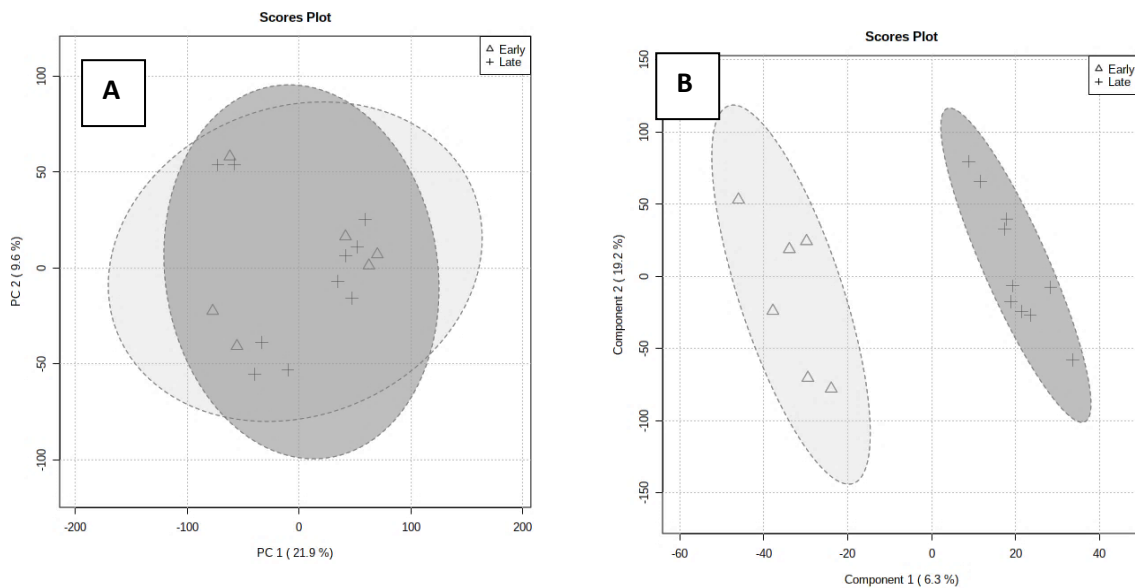 Scores Plot
Early
Late
A
100
50
0
-50
-100
PC 2 ( 9.6 %)
-200
-100
0
100
200
PC 1 ( 21.9 %)
Scores Plot
Early
Late
B
150
100
50
0
-50
-100
-150
Component 2 ( 19.2 %)
-60
-40
-20
0
20
40
Component 1 ( 6.3 %)